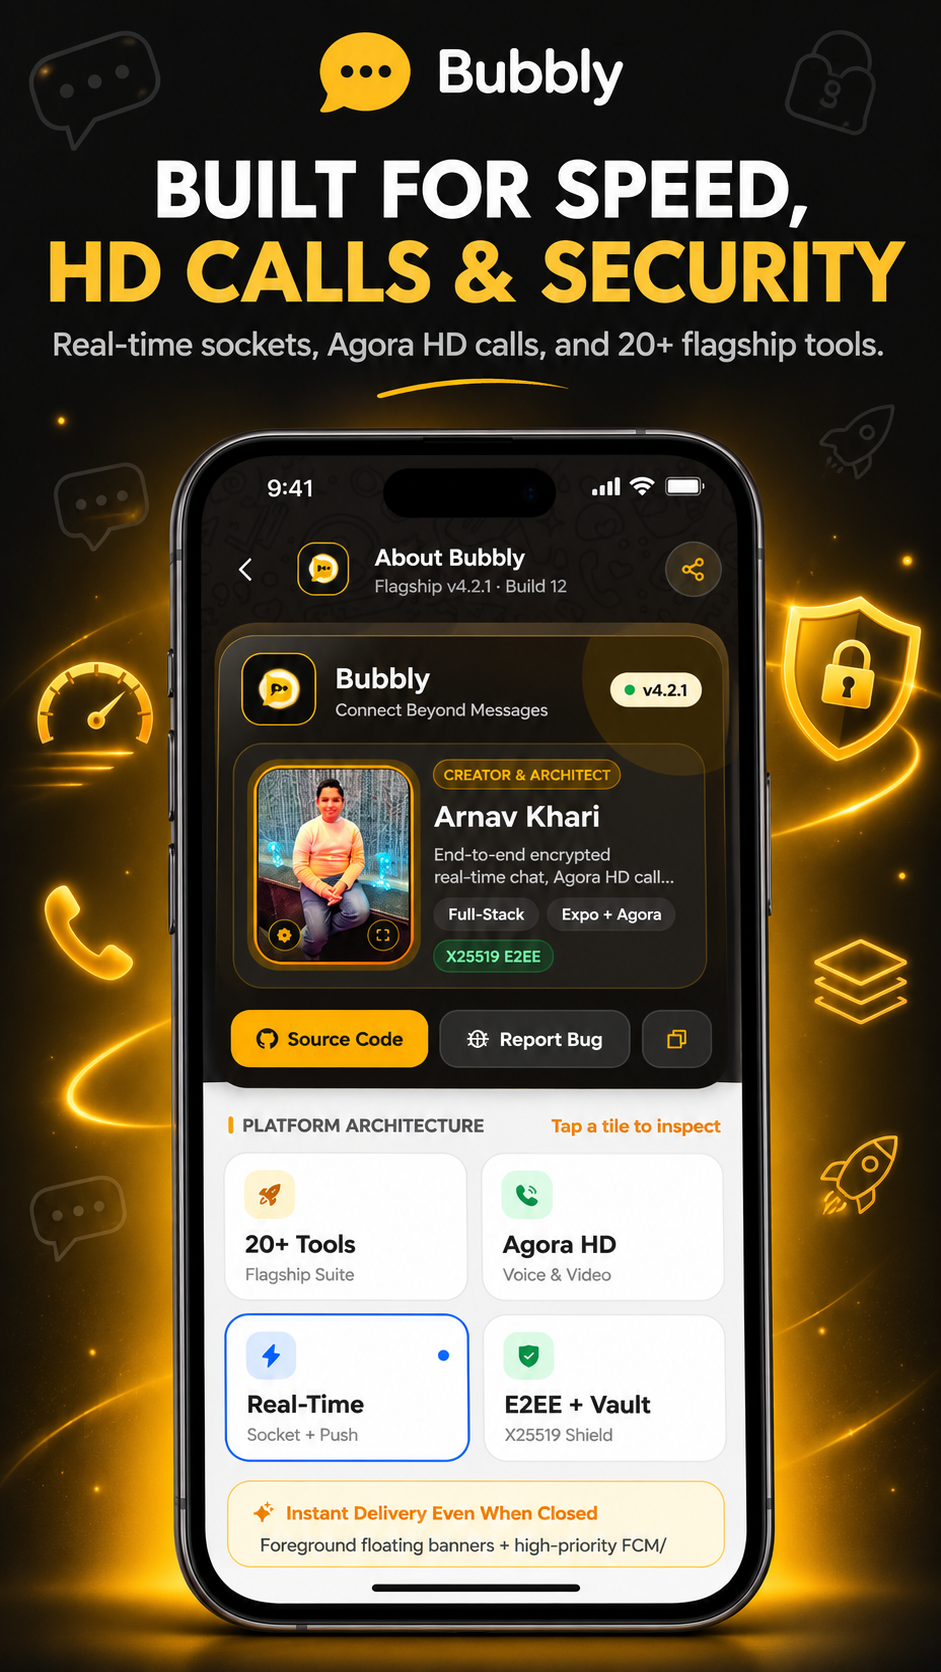 Bubbly
BUILT FOR SPEED,
HD CALLS & SECURITY
Real-time sockets, Agora HD calls, and 20+ flagship tools.
9:41
About Bubbly
Flagship v4.2.1 · Build 12
Bubbly
Connect Beyond Messages
v4.2.1
CREATOR & ARCHITECT
Arnav Khari
End-to-end encrypted
real-time chat, Agora HD call...
Full-Stack
Expo + Agora
X25519 E2EE
Source Code
Report Bug
PLATFORM ARCHITECTURE
Tap a tile to inspect
20+ Tools
Flagship Suite
Agora HD
Voice & Video
Real-Time
Socket + Push
E2EE + Vault
X25519 Shield
Instant Delivery Even When Closed
Foreground floating banners + high-priority FCM/